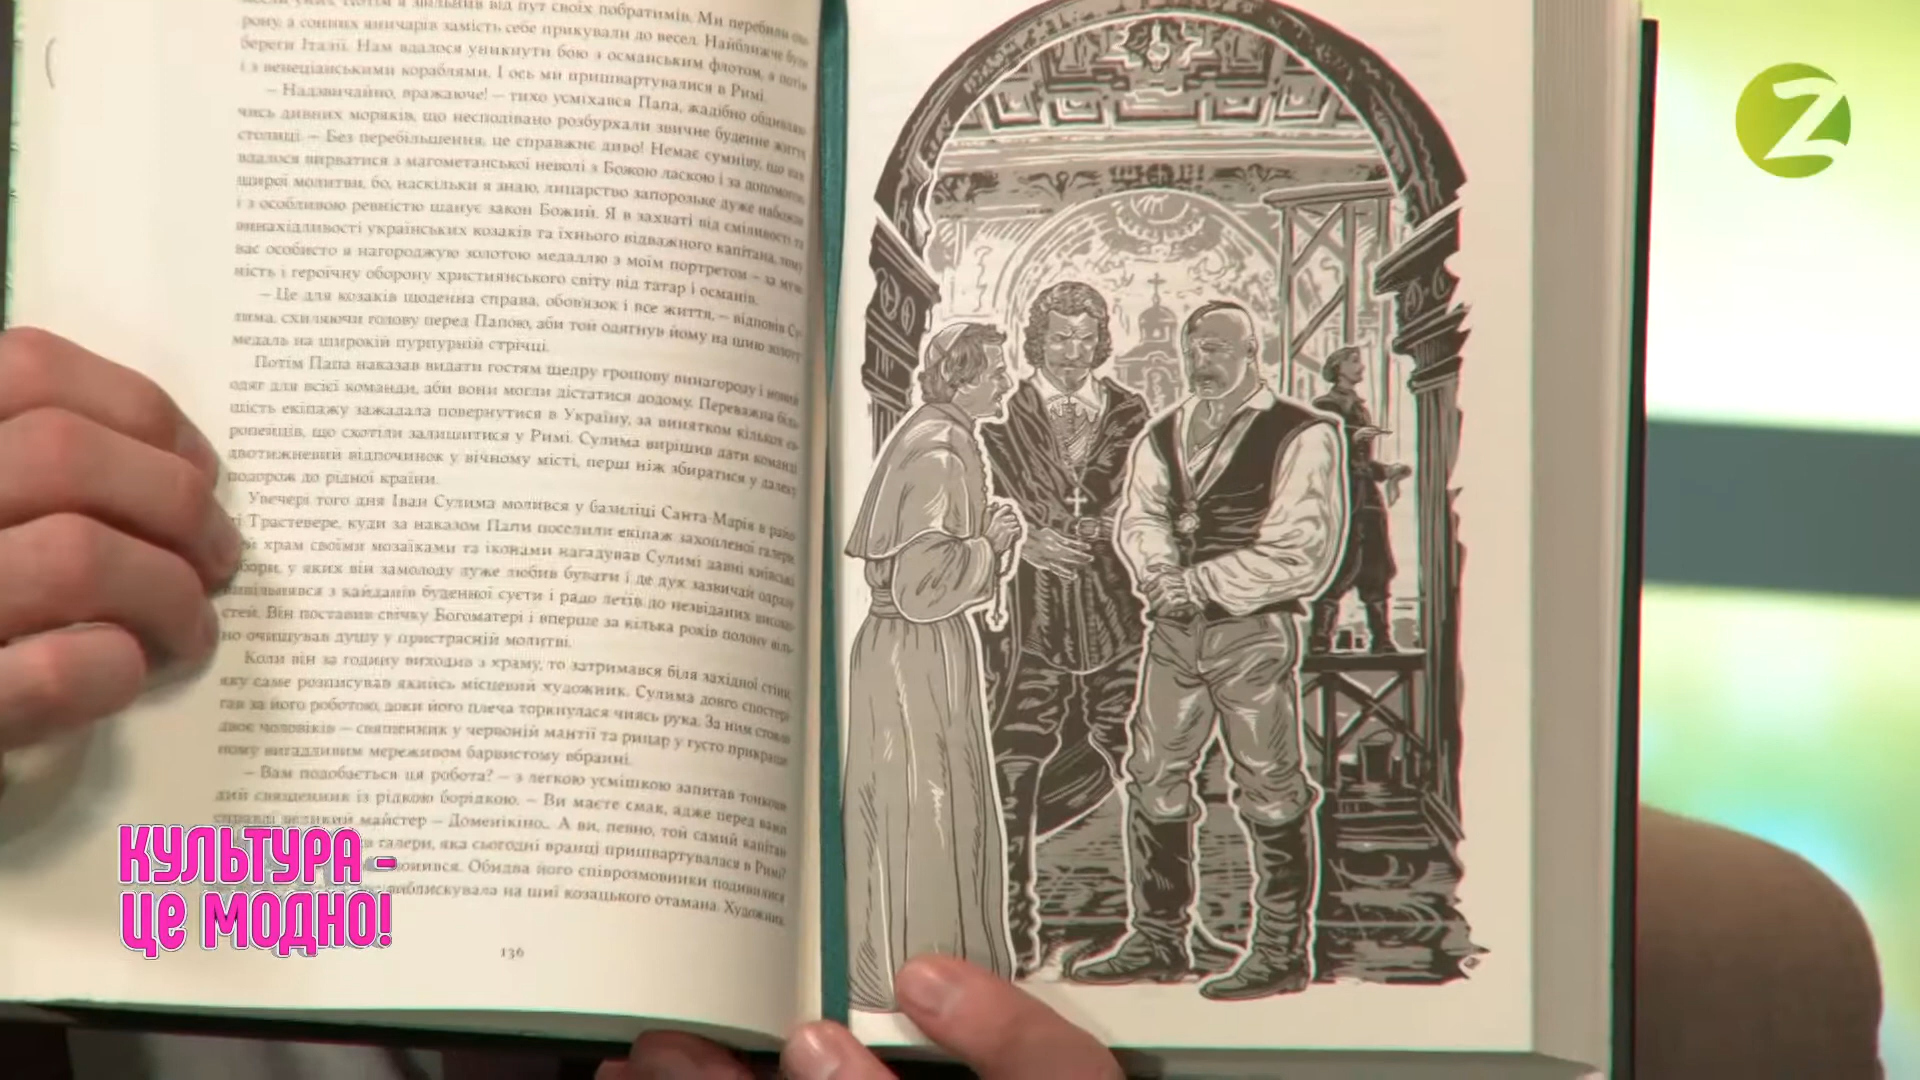 від пут своїх побратимів. Ми перебили
рону, а сонних яничарів замість себе прикували до весел. Найближче
береги Італії. Нам вдалося уникнути бою з османським флотом, а потім
і з венеціанськими кораблями. І ось ми пришвартувалися в Римі.
– Надзвичайно, вражаюче! – тихо усміхався Папа, жадібно
чись дивних моряків, що несподівано розбурхали звичне буденне життя
столиці. – Без перебільшення, це справжнє диво! Немає сумніву, що вам
вдалося вирватися з магометанської неволі з Божою ласкою і за допомогою
щирої молитви, бо, наскільки я знаю, лицарство запорозьке дуже набожне
і з особливою ревністю шанує закон Божий. Я в захваті від сміливості та
винахідливості українських козаків та їхнього відважного капітана, тому
вас особисто я нагороджую золотою медаллю з моїм портретом – за муж-
ність і героїчну оборону християнського світу від татар і османів.
– Це для козаків щоденна справа, обов'язок і все життя, – відповів Су-
лима, схиляючи голову перед Папою, аби той одягнув йому на шию золоту
медаль на широкій пурпурній стрічці.
Потім Папа наказав видати гостям щедру грошову винагороду і новий
одяг для всієї команди, аби вони могли дістатися додому. Переважна біль-
шість екіпажу зажадала повернутися в Україну, за винятком кількох єв-
ропейців, що схотіли залишитися у Римі. Сулима вирішив дати команді
двотижневий відпочинок у вічному місті, перш ніж збиратися у далеку
подорож до рідної країни.
Увечері того дня Іван Сулима молився у базиліці Санта-Марія в райо-
ні Трастевере, куди за наказом Папи поселили екіпаж захопленої галери.
храм своїми мозаїками та іконами нагадував Сулимі давні київські
у яких він замолоду дуже любив бувати і де дух зазвичай одразу
вивільнявся з кайданів буденної суєти і радо летів до незвіданих висо-
стей. Він поставив свічку Богоматері і вперше за кілька років полону віль-
но очищував душу у пристрасній молитві.
Коли він за годину виходив з храму, то затримався біля західної стіни,
яку саме розписував якийсь місцевий художник. Сулима довго спостері-
гав за його роботою, доки його плеча торкнулася чиясь рука. За ним стояло
двоє чоловіків – священник у червоній мантії та рицар у густо прикраше-
ному вигадливим мереживом барвистому вбранні.
– Вам подобається ця робота? – з легкою усмішкою запитав
дий священник із рідкою борідкою. – Ви маєте смак, адже перед вами
справді великий майстер – Доменікіно... А ви, певно, той самий капітан
галери, яка сьогодні вранці пришвартувалася в Римі?
Обидва його співрозмовники подивилися
виблискувала на шиї козацького отамана. Художник
136
Z
КУЛЬТУРА –
ЦЕ МОДНО!